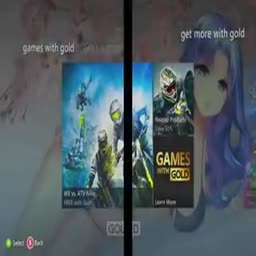 games with gold
get more with gold
Related Products
Save 50%
GAMES
WITH
GOLD
MX vs. ATV Alive
FREE with Gold
Learn More
GOLD
Select
Back